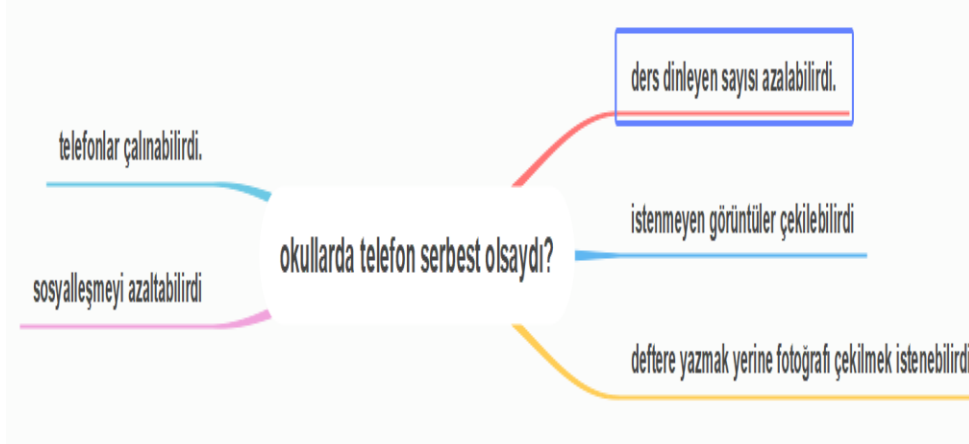 ders dinleyen sayısı azalabilirdi.
telefonlar çalınabilirdi.
istenmeyen görüntüler çekilebilirdi
okullarda telefon serbest olsaydı?
sosyalleşmeyi azaltabilirdi
deftere yazmak yerine fotoğrafı çekilmek istenebilirdi